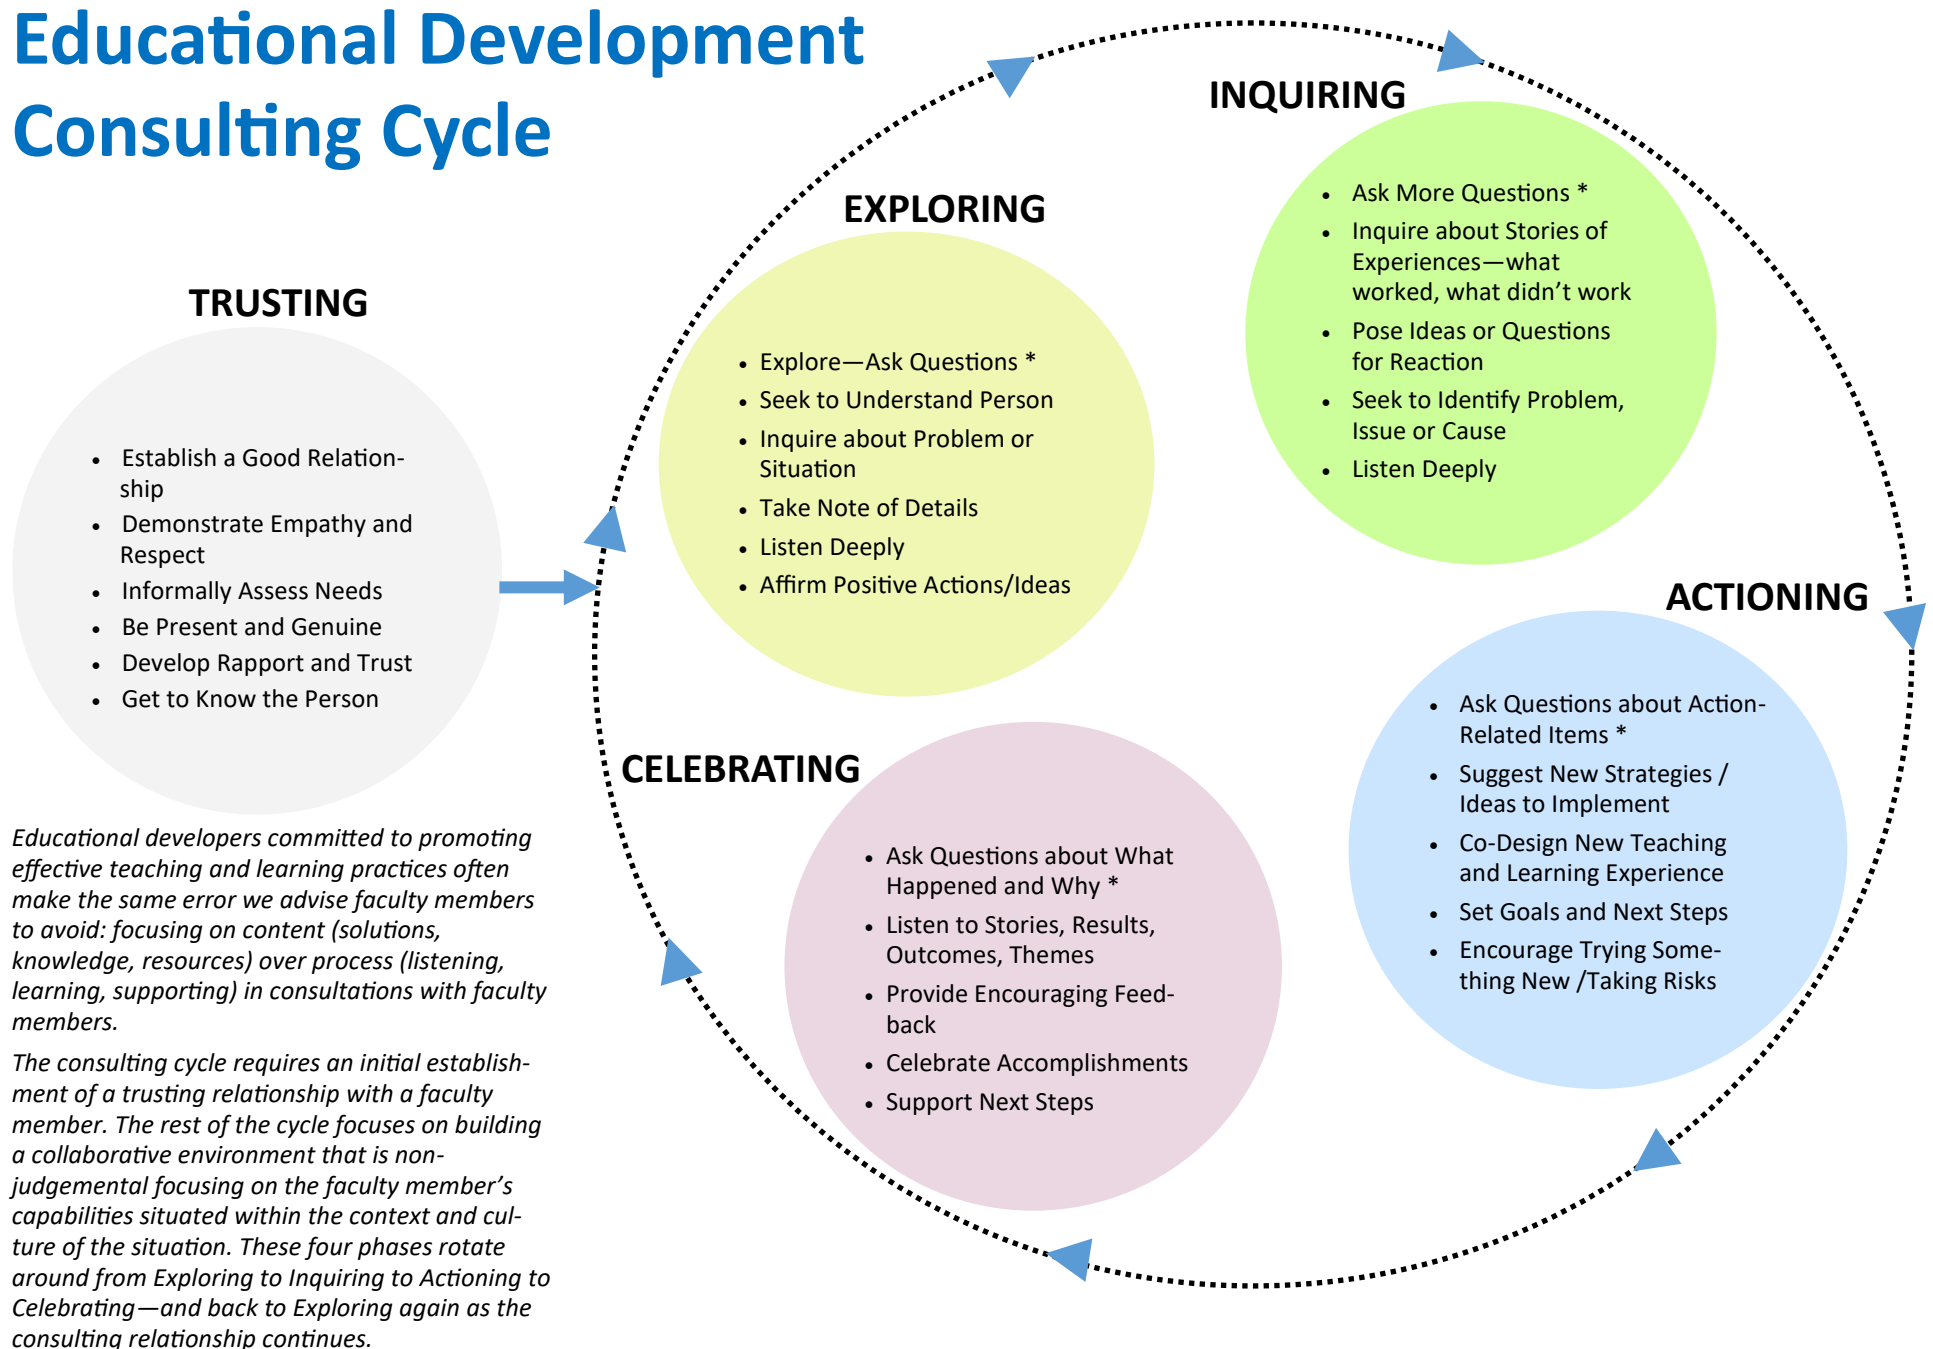 Educational Development
Consulting Cycle
TRUSTING
• Establish a Good Relation-
ship
• Demonstrate Empathy and
Respect
• Informally Assess Needs
• Be Present and Genuine
• Develop Rapport and Trust
• Get to Know the Person
Educational developers committed to promoting
effective teaching and learning practices often
make the same error we advise faculty members
to avoid: focusing on content (solutions,
knowledge, resources) over process (listening,
learning, supporting) in consultations with faculty
members.
The consulting cycle requires an initial establish-
ment of a trusting relationship with a faculty
member. The rest of the cycle focuses on building
a collaborative environment that is non-
judgemental focusing on the faculty member’s
capabilities situated within the context and cul-
ture of the situation. These four phases rotate
around from Exploring to Inquiring to Actioning to
Celebrating—and back to Exploring again as the
consulting relationship continues.
EXPLORING
• Explore—Ask Questions *
• Seek to Understand Person
• Inquire about Problem or
Situation
• Take Note of Details
• Listen Deeply
• Affirm Positive Actions/Ideas
INQUIRING
• Ask More Questions *
• Inquire about Stories of
Experiences—what
worked, what didn’t work
• Pose Ideas or Questions
for Reaction
• Seek to Identify Problem,
Issue or Cause
• Listen Deeply
ACTIONING
• Ask Questions about Action-
Related Items *
• Suggest New Strategies /
Ideas to Implement
• Co-Design New Teaching
and Learning Experience
• Set Goals and Next Steps
• Encourage Trying Some-
thing New /Taking Risks
CELEBRATING
• Ask Questions about What
Happened and Why *
• Listen to Stories, Results,
Outcomes, Themes
• Provide Encouraging Feed-
back
• Celebrate Accomplishments
• Support Next Steps